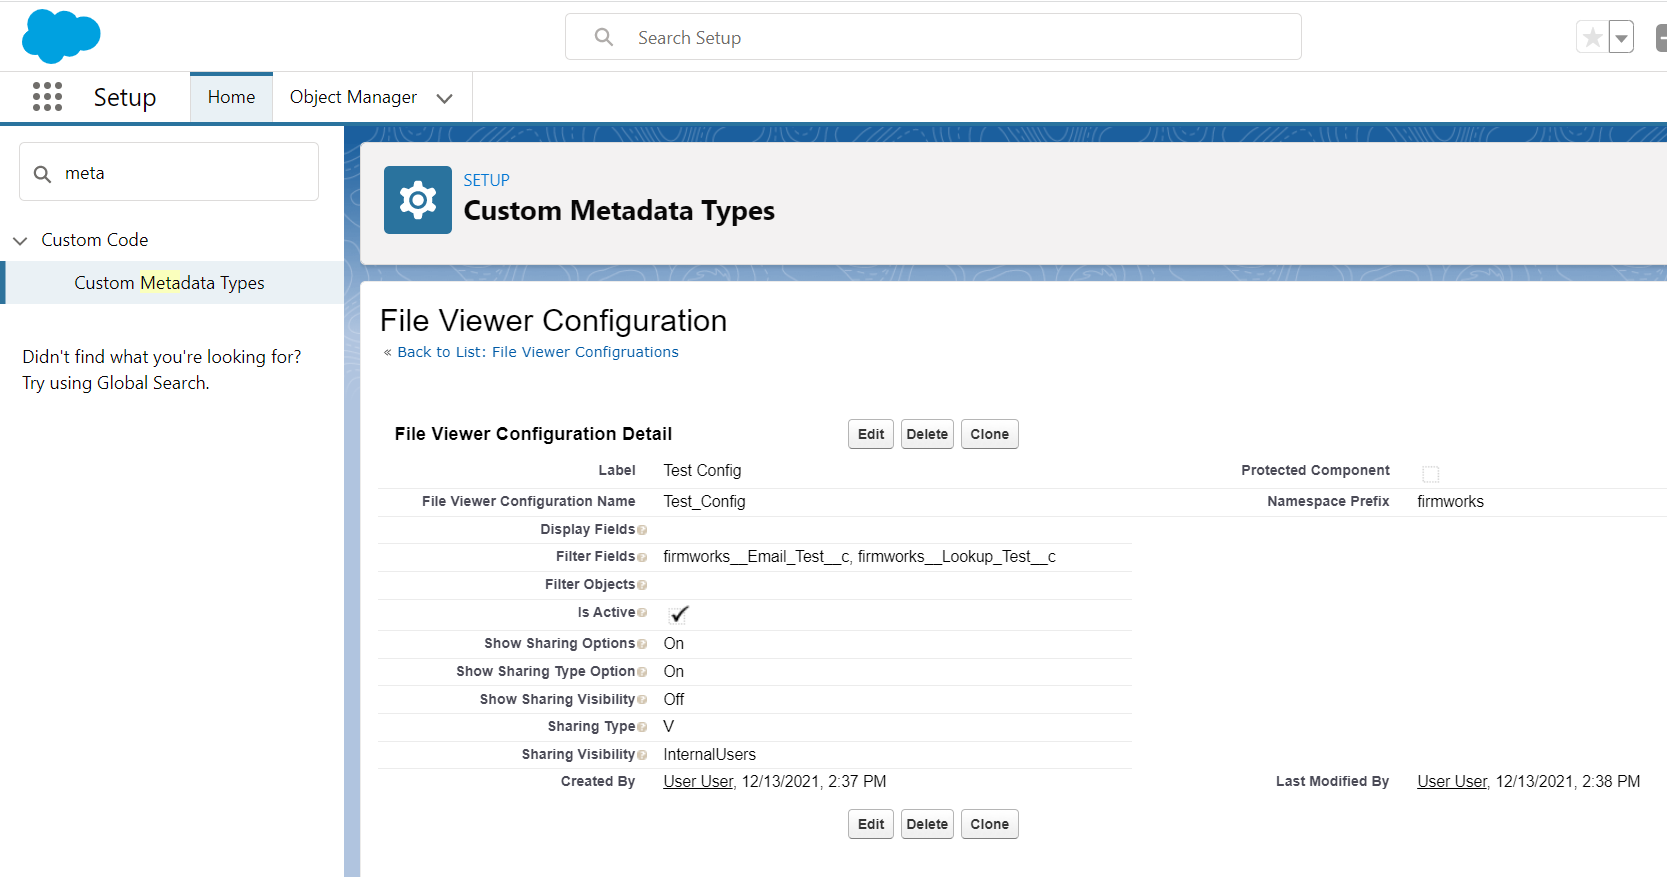 Search Setup
Setup
Home
Object Manager
meta
Custom Code
Custom Metadata Types
Didn't find what you're looking for?
Try using Global Search.
SETUP
Custom Metadata Types
File Viewer Configuration
« Back to List: File Viewer Configruations
File Viewer Configuration Detail
Edit Delete Clone
Label Test Config Protected Component
File Viewer Configuration Name Test_Config Namespace Prefix firmworks
Display Fields
Filter Fields firmworks__Email_Test__c, firmworks__Lookup_Test__c
Filter Objects
Is Active
Show Sharing Options On
Show Sharing Type Option On
Show Sharing Visibility Off
Sharing Type V
Sharing Visibility InternalUsers
Created By User User, 12/13/2021, 2:37 PM Last Modified By User User, 12/13/2021, 2:38 PM
Edit Delete Clone